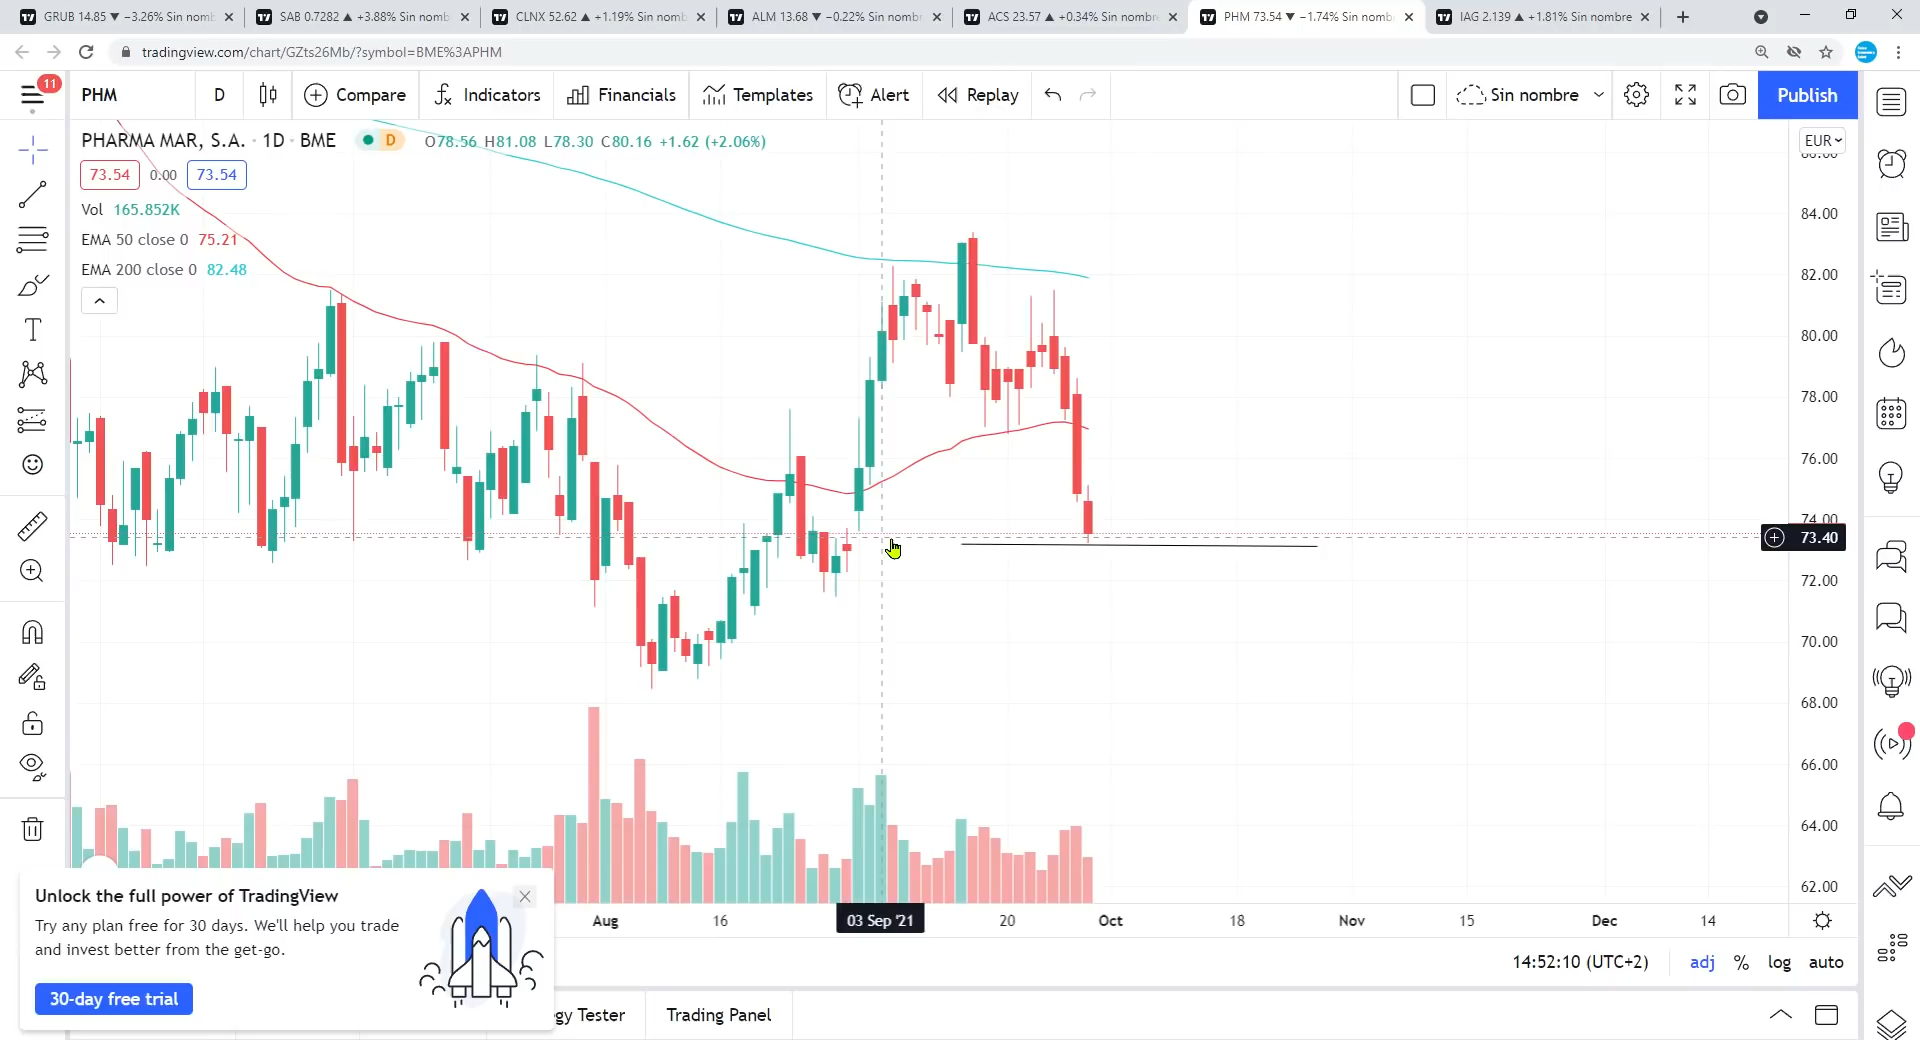 GRUB 14.85 ▼ −3.26% Sin nomb
SAB 0.7282 ▲ +3.88% Sin nomb
CLNX 52.62 ▲ +1.19% Sin nomb
ALM 13.68 ▼ −0.22% Sin nomb
ACS 23.57 ▲ +0.34% Sin nombre
PHM 73.54 ▼ −1.74% Sin nomb
IAG 2.139 ▲ +1.81% Sin nombre
tradingview.com/chart/GZts26Mb/?symbol=BME%3APHM
11
PHM
D
Compare
Indicators
Financials
Templates
Alert
Replay
Sin nombre
Publish
PHARMA MAR, S.A. · 1D · BME
D
O78.56 H81.08 L78.30 C80.16 +1.62 (+2.06%)
EUR
73.54 0.00 73.54
Vol 165.852K
EMA 50 close 0 75.21
EMA 200 close 0 82.48
86.00
84.00
82.00
80.00
78.00
76.00
74.00
73.40
72.00
70.00
68.00
66.00
64.00
62.00
Aug
16
03 Sep '21
20
Oct
18
Nov
15
Dec
14
Unlock the full power of TradingView
Try any plan free for 30 days. We'll help you trade
and invest better from the get-go.
30-day free trial
14:52:10 (UTC+2)
adj
%
log
auto
gy Tester
Trading Panel